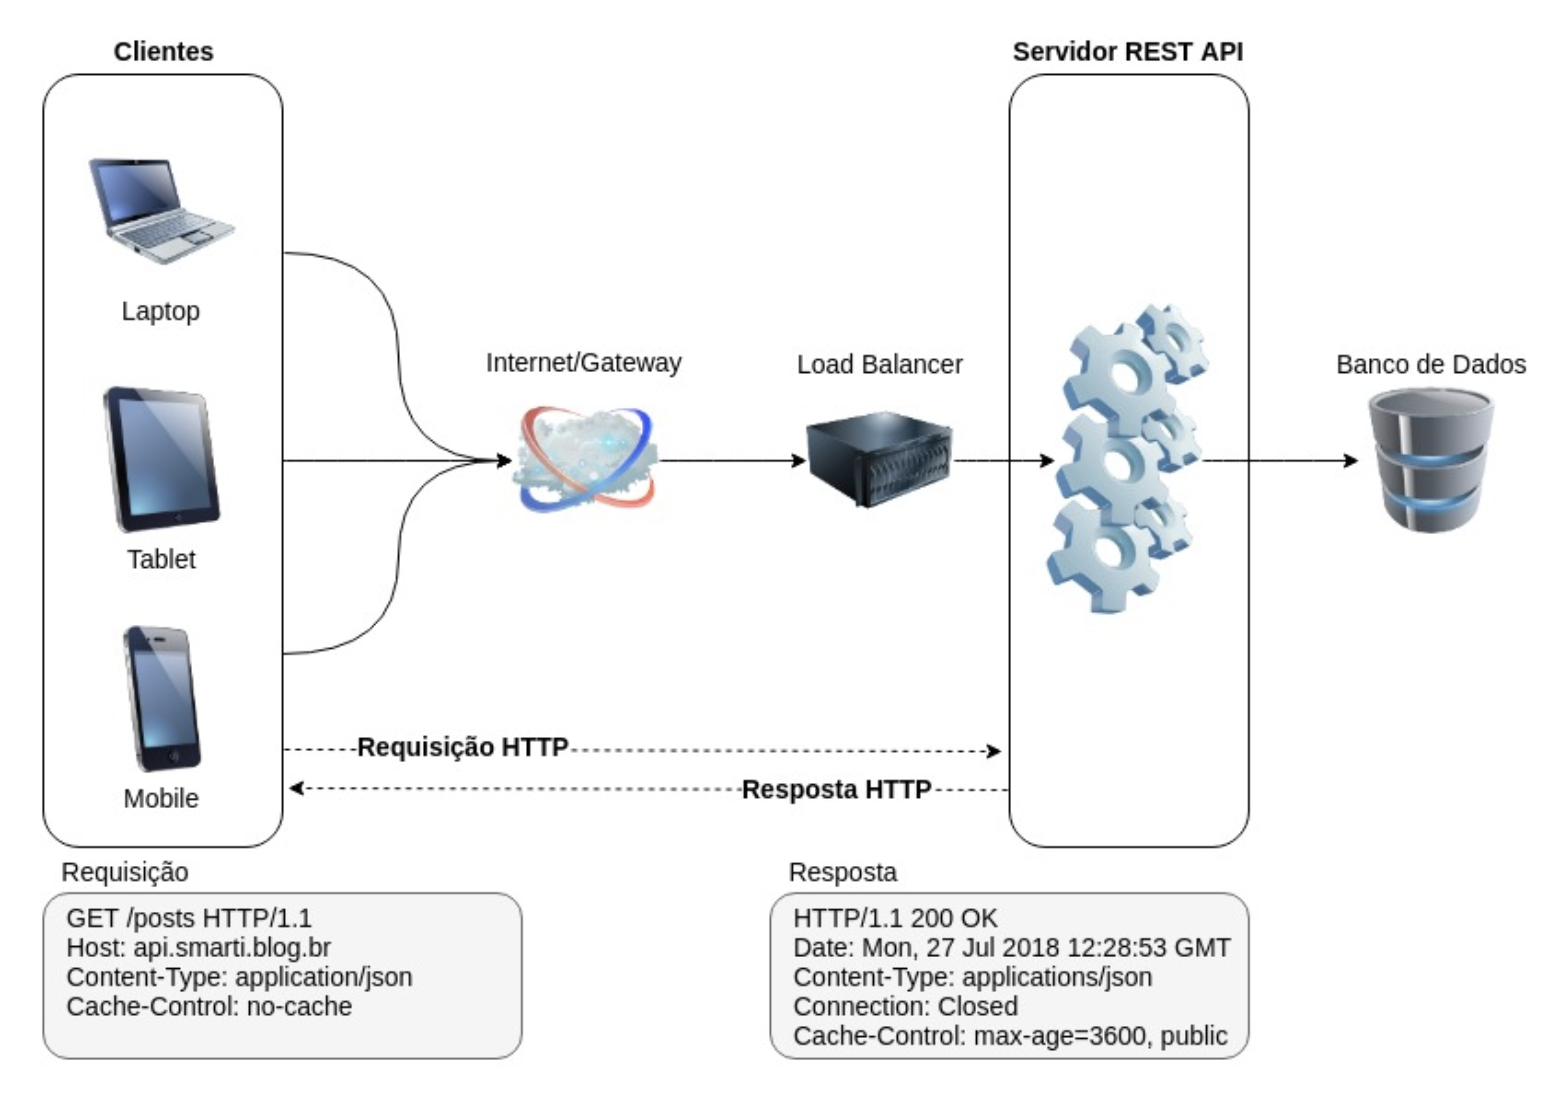 Clientes
Servidor REST API
Laptop
Internet/Gateway
Load Balancer
Banco de Dados
Tablet
Mobile
Requisição HTTP
Resposta HTTP
Requisição
GET /posts HTTP/1.1
Host: api.smarti.blog.br
Content-Type: application/json
Cache-Control: no-cache
Resposta
HTTP/1.1 200 OK
Date: Mon, 27 Jul 2018 12:28:53 GMT
Content-Type: applications/json
Connection: Closed
Cache-Control: max-age=3600, public